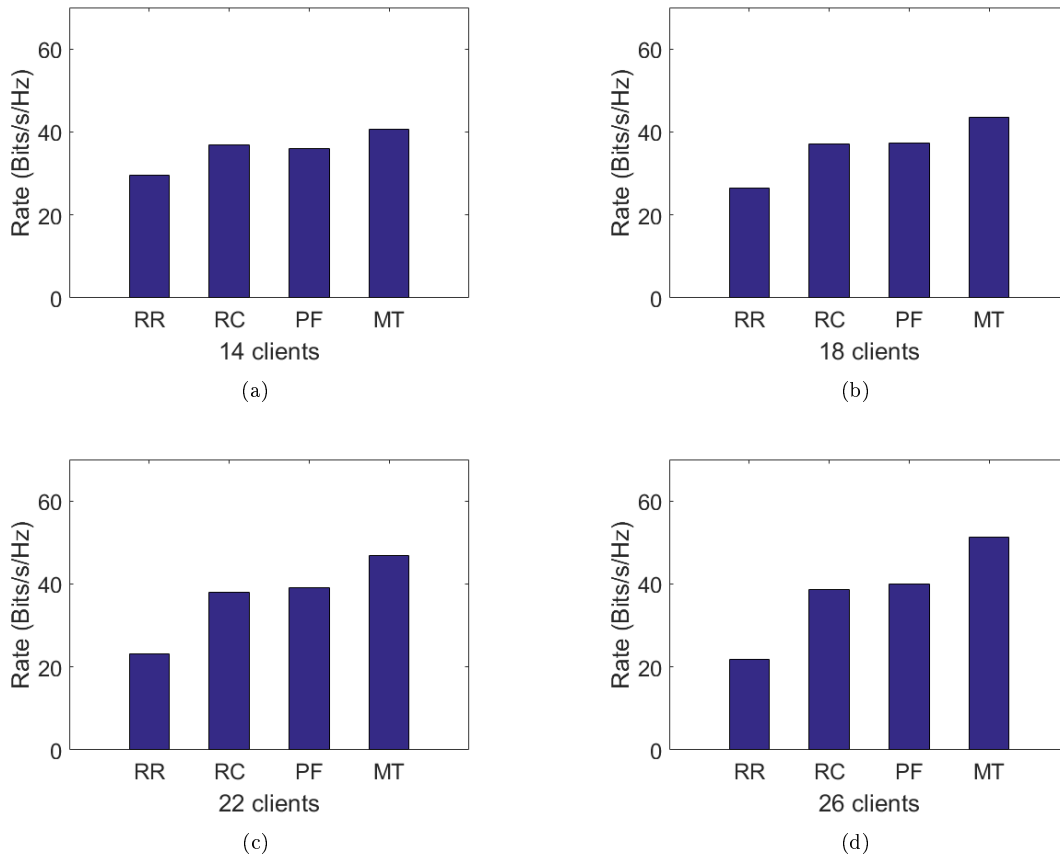 Rate (Bits/s/Hz)
60
40
20
0
RR RC PF MT
14 clients
(a)
Rate (Bits/s/Hz)
60
40
20
0
RR RC PF MT
18 clients
(b)
Rate (Bits/s/Hz)
60
40
20
0
RR RC PF MT
22 clients
(c)
Rate (Bits/s/Hz)
60
40
20
0
RR RC PF MT
26 clients
(d)